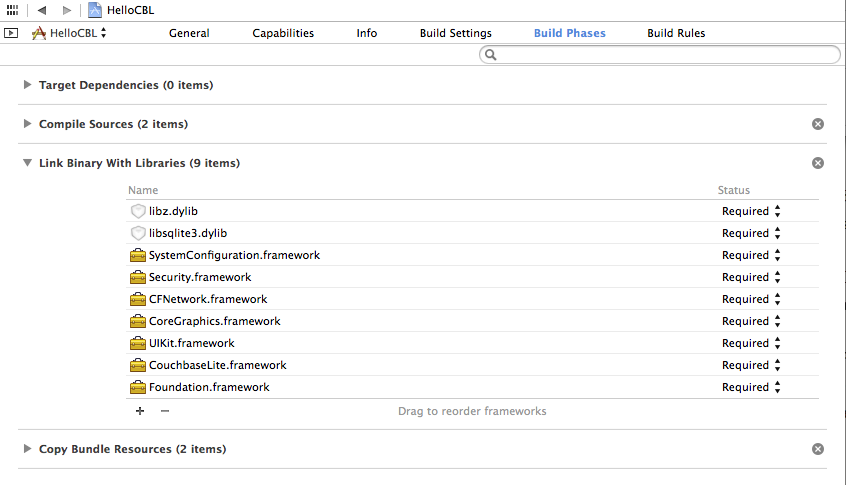 HelloCBL
HelloCBL General Capabilities Info Build Settings Build Phases Build Rules
Target Dependencies (0 items)
Compile Sources (2 items)
Link Binary With Libraries (9 items)
Name Status
libz.dylib Required
libsqlite3.dylib Required
SystemConfiguration.framework Required
Security.framework Required
CFNetwork.framework Required
CoreGraphics.framework Required
UIKit.framework Required
CouchbaseLite.framework Required
Foundation.framework Required
Drag to reorder frameworks
Copy Bundle Resources (2 items)